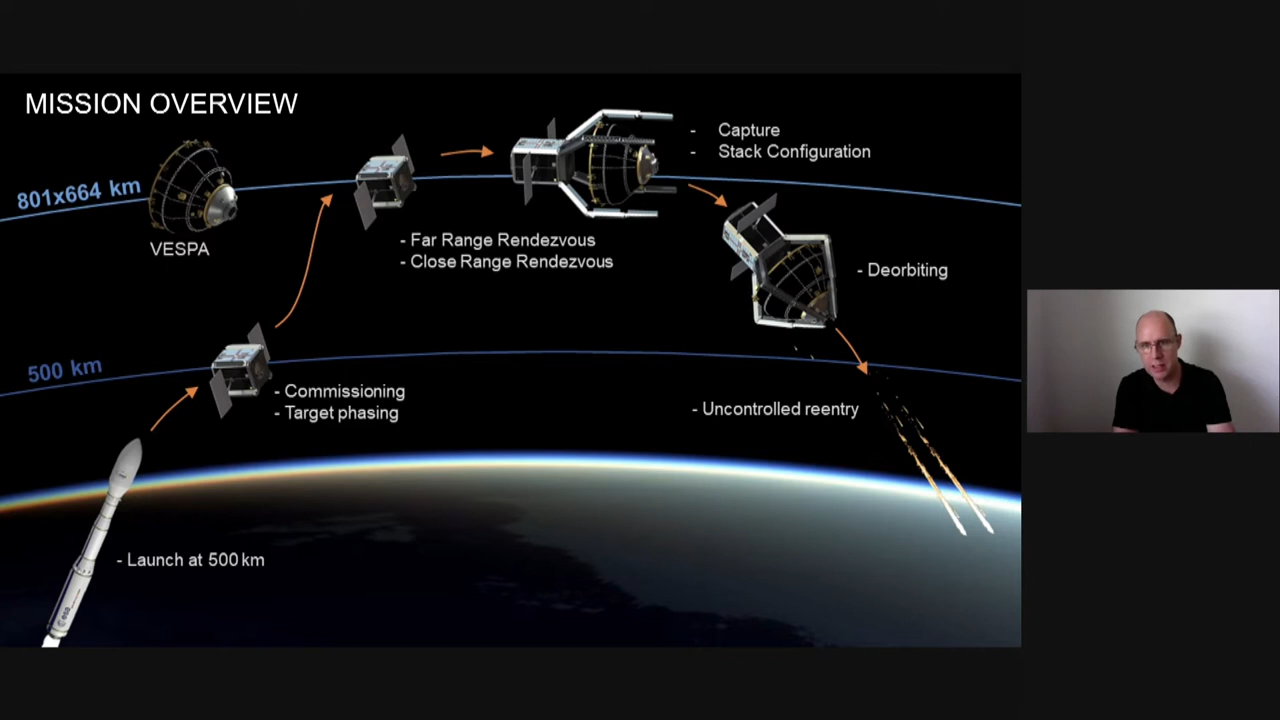 MISSION OVERVIEW
801x664 km
VESPA
- Capture
- Stack Configuration
- Far Range Rendezvous
- Close Range Rendezvous
- Deorbiting
500 km
- Commissioning
- Target phasing
- Uncontrolled reentry
- Launch at 500 km
esa